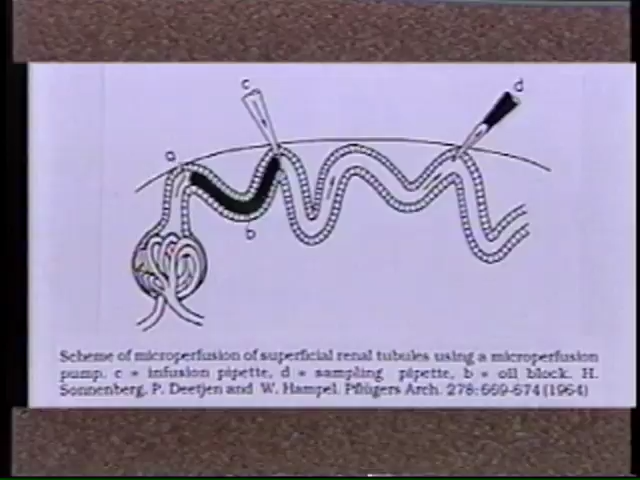 c
d
a
b
Scheme of microperfusion of superficial renal tubules using a microperfusion
pump. c = infusion pipette, d = sampling pipette, b = oil block. H.
Sonnenberg, P. Deetjen and W. Hampel. Pflügers Arch. 278:669-674 (1964)